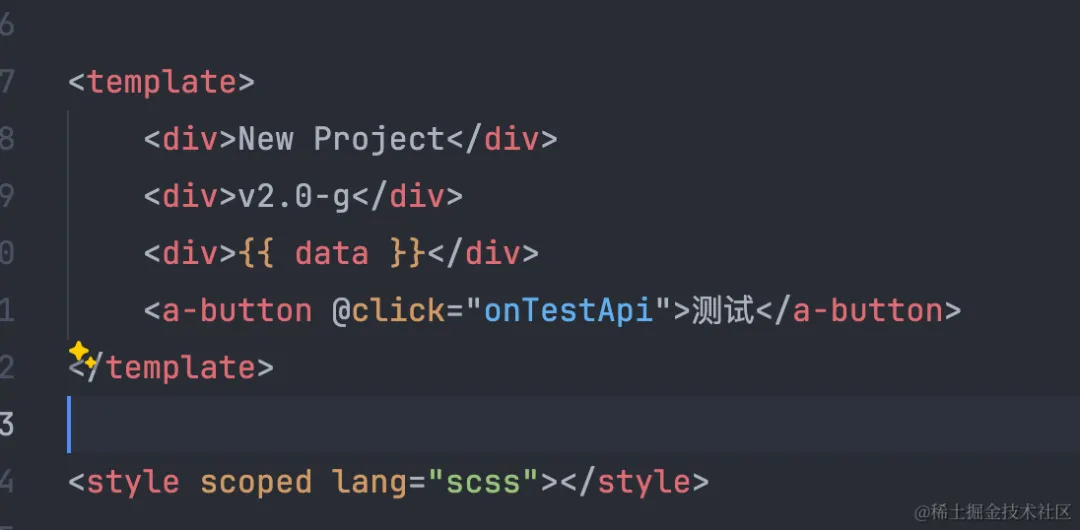 6
7 <template>
8 <div>New Project</div>
9 <div>v2.0-g</div>
0 <div>{{ data }}</div>
1 <a-button @click="onTestApi">测试</a-button>
2 </template>
3
4 <style scoped lang="scss"></style>
@稀土掘金技术社区